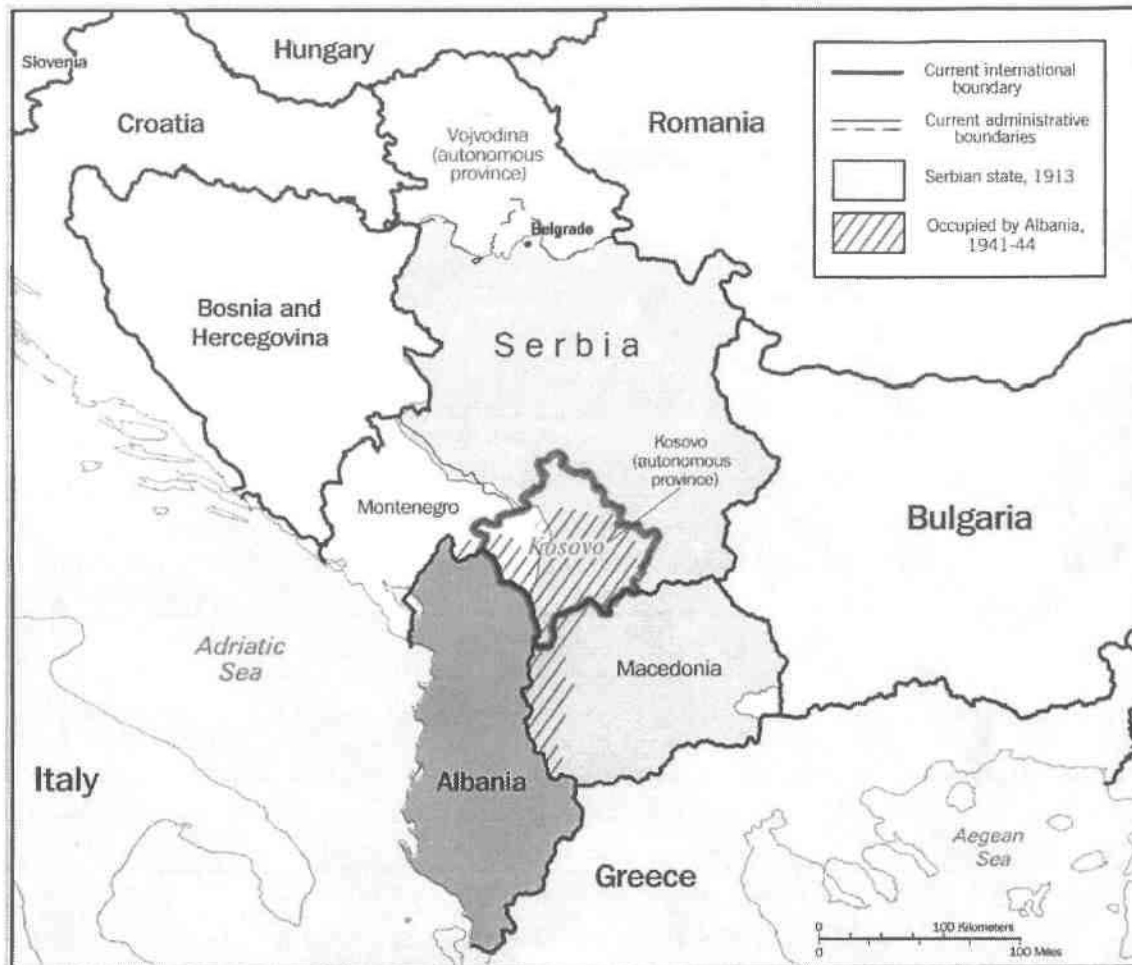 Slovenia
Hungary
Croatia
Vojvodina
(autonomous
province)
Romania
Belgrade
Current international
boundary
Current administrative
boundaries
Serbian state, 1913
Occupied by Albania,
1941-44
Bosnia and
Hercegovina
Serbia
Kosovo
(autonomous
province)
Montenegro
Kosovo
Bulgaria
Adriatic
Sea
Macedonia
Italy
Albania
Greece
Aegean
Sea
0 100 Kilometers
0 100 Miles